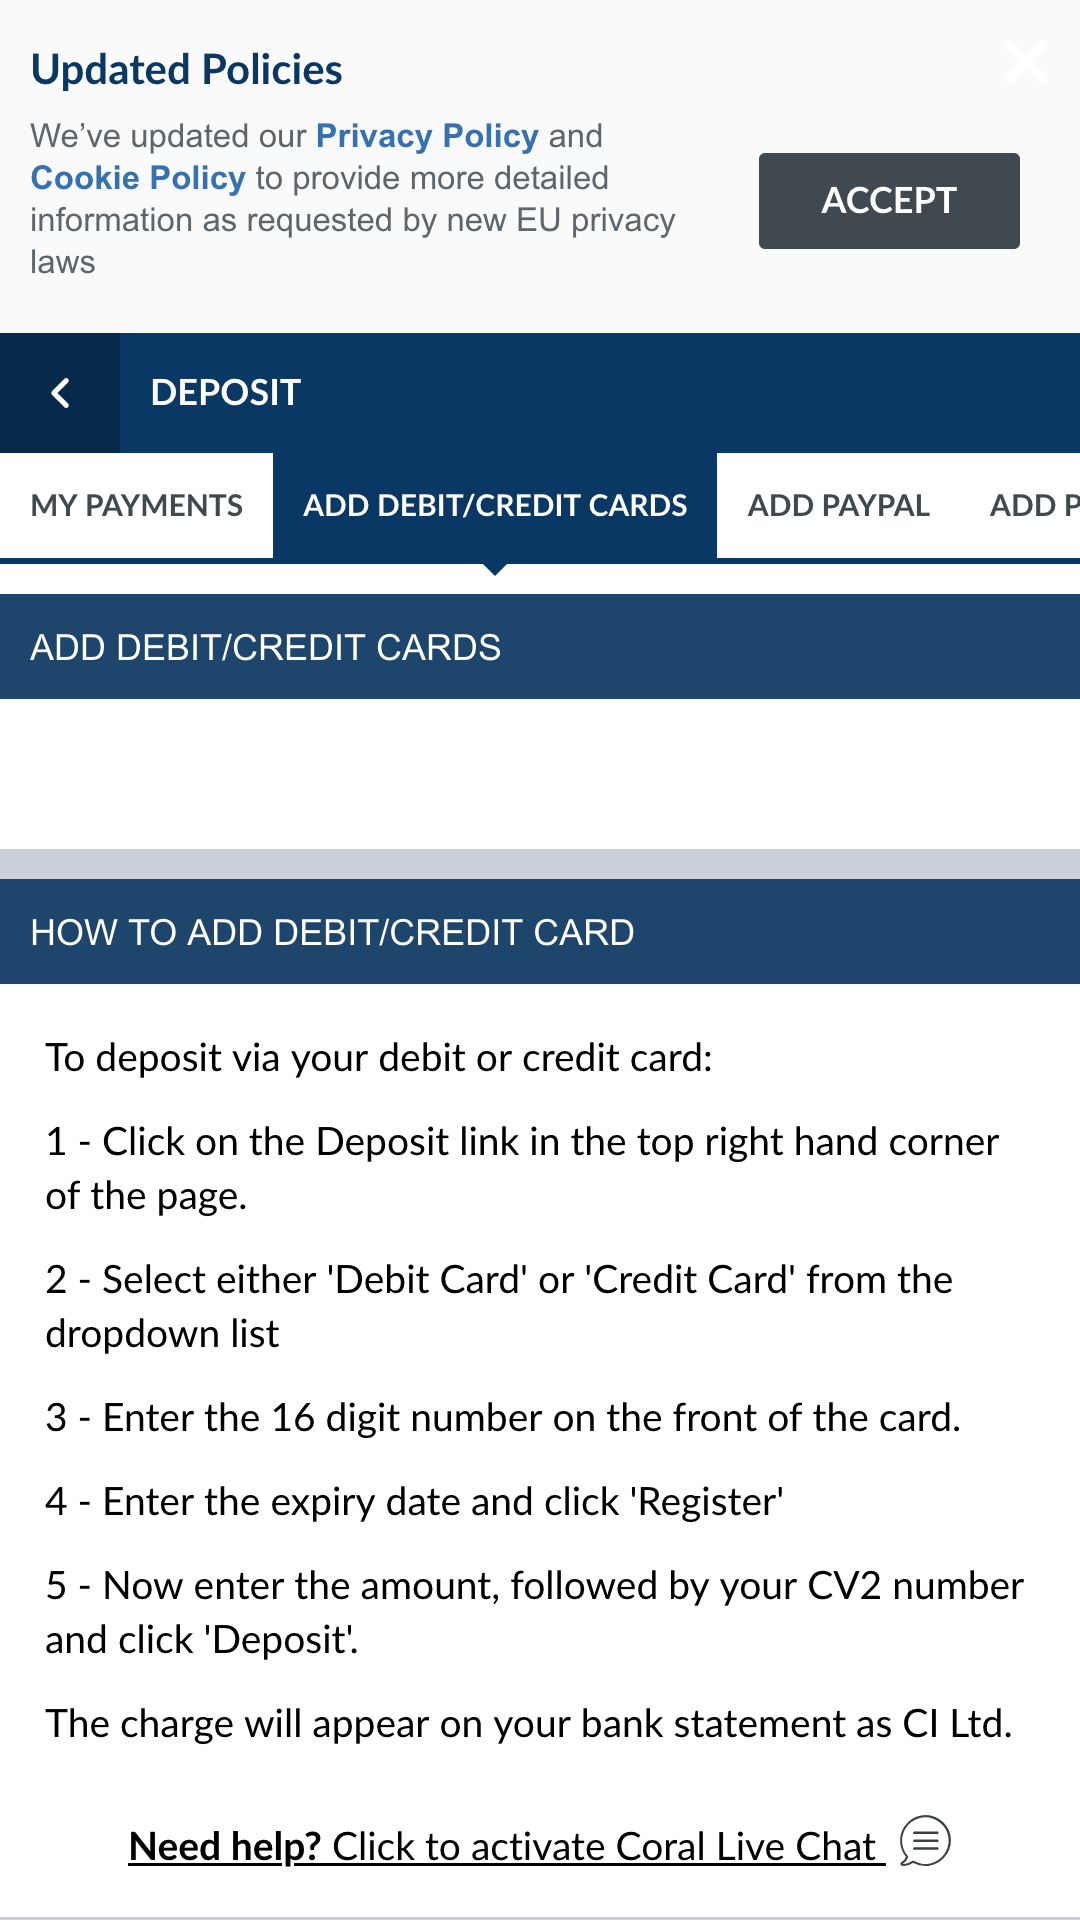 Updated Policies
We’ve updated our Privacy Policy and
Cookie Policy to provide more detailed
information as requested by new EU privacy
laws
ACCEPT
DEPOSIT
MY PAYMENTS
ADD DEBIT/CREDIT CARDS
ADD PAYPAL
ADD P
ADD DEBIT/CREDIT CARDS
HOW TO ADD DEBIT/CREDIT CARD
To deposit via your debit or credit card:
1 - Click on the Deposit link in the top right hand corner
of the page.
2 - Select either 'Debit Card' or 'Credit Card' from the
dropdown list
3 - Enter the 16 digit number on the front of the card.
4 - Enter the expiry date and click 'Register'
5 - Now enter the amount, followed by your CV2 number
and click 'Deposit'.
The charge will appear on your bank statement as CI Ltd.
Need help? Click to activate Coral Live Chat